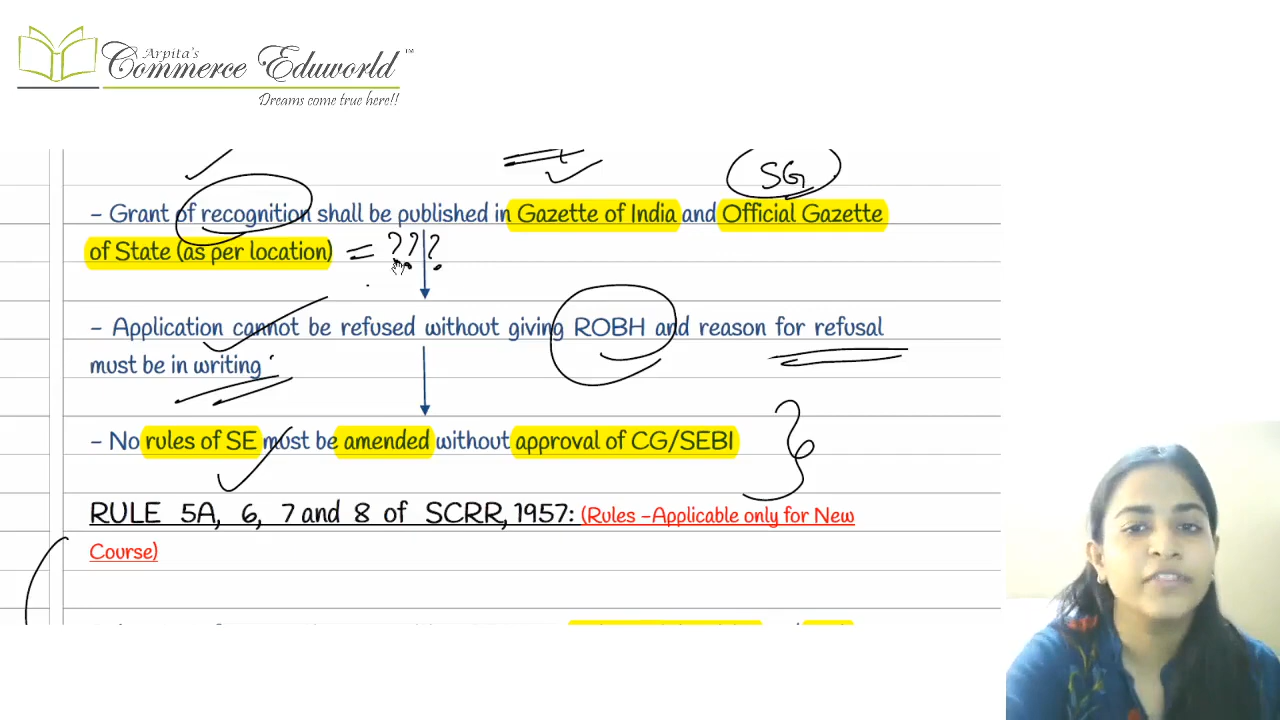 Arpita's
Commerce Eduworld™
Dreams come true here!!
SG
- Grant of recognition shall be published in Gazette of India and Official Gazette
of State (as per location) = ???
- Application cannot be refused without giving ROBH and reason for refusal
must be in writing
- No rules of SE must be amended without approval of CG/SEBI
RULE 5A, 6, 7 and 8 of SCRR, 1957: (Rules -Applicable only for New
Course)